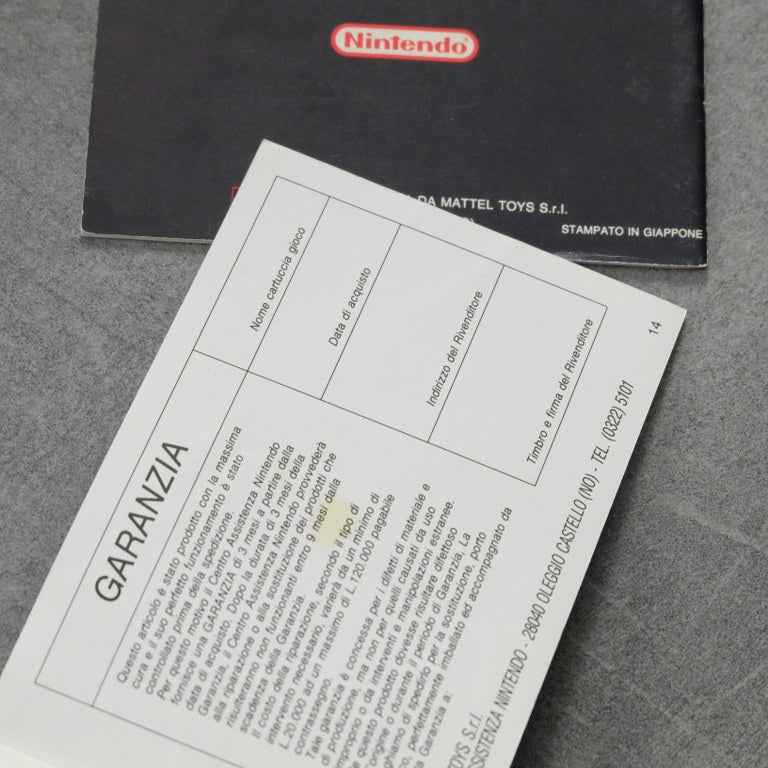 Nintendo
DA MATTEL TOYS S.r.l.
STAMPATO IN GIAPPONE
GARANZIA
Questo articolo è stato prodotto con la massima
cura e il suo perfetto funzionamento è stato
controllato prima della spedizione.
Per questo motivo il Centro Assistenza Nintendo
fornisce una GARANZIA di 3 mesi a partire dalla
data di acquisto. Dopo la durata di 3 mesi della
Garanzia, il Centro Assistenza Nintendo provvederà
alla riparazione o alla sostituzione dei prodotti che
risulteranno non funzionanti entro 9 mesi dalla
scadenza della Garanzia.
Il costo della riparazione, secondo il tipo di
intervento necessario, varierà da un minimo di
L.20.000 ad un massimo di L.120.000 pagabile
contrassegno.
Tale garanzia è concessa per i difetti di materiale e
di produzione, ma non per quelli causati da uso
improprio o da interventi e manipolazioni estranee.
questo prodotto dovesse risultare difettoso
origine o durante il periodo di Garanzia, La
ghiamo di spedirlo per la sostituzione, porto
perfettamente imballato ed accompagnato da
Garanzia a:
TOYS S.r.l.
ASSISTENZA NINTENDO - 28040 OLEGGIO CASTELLO (NO) - TEL. (0322) 5101
Nome cartuccia gioco
Data di acquisto
Indirizzo del Rivenditore
Timbro e firma del Rivenditore
14